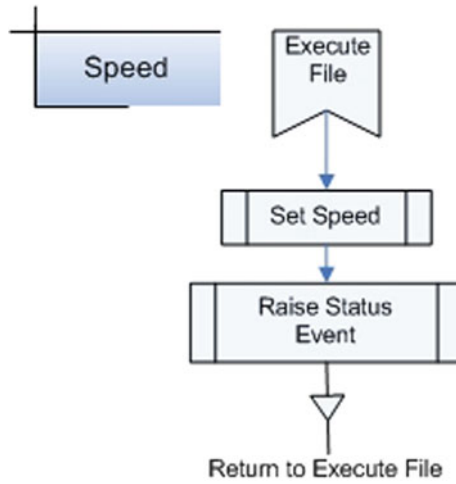 Speed
Execute
File
Set Speed
Raise Status
Event
Return to Execute File